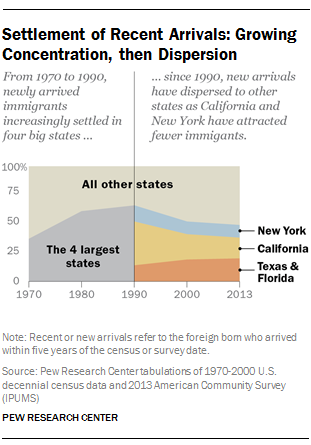 Settlement of Recent Arrivals: Growing
Concentration, then Dispersion
From 1970 to 1990,
newly arrived
immigrants
increasingly settled in
four big states ...
... since 1990, new arrivals
have dispersed to other
states as California and
New York have attracted
fewer immigants.
100%
75
50
25
0
All other states
The 4 largest
states
New York
California
Texas &
Florida
1970
1980
1990
2000
2013
Note: Recent or new arrivals refer to the foreign born who arrived
within five years of the census or survey date.
Source: Pew Research Center tabulations of 1970-2000 U.S.
decennial census data and 2013 American Community Survey
(IPUMS)
PEW RESEARCH CENTER